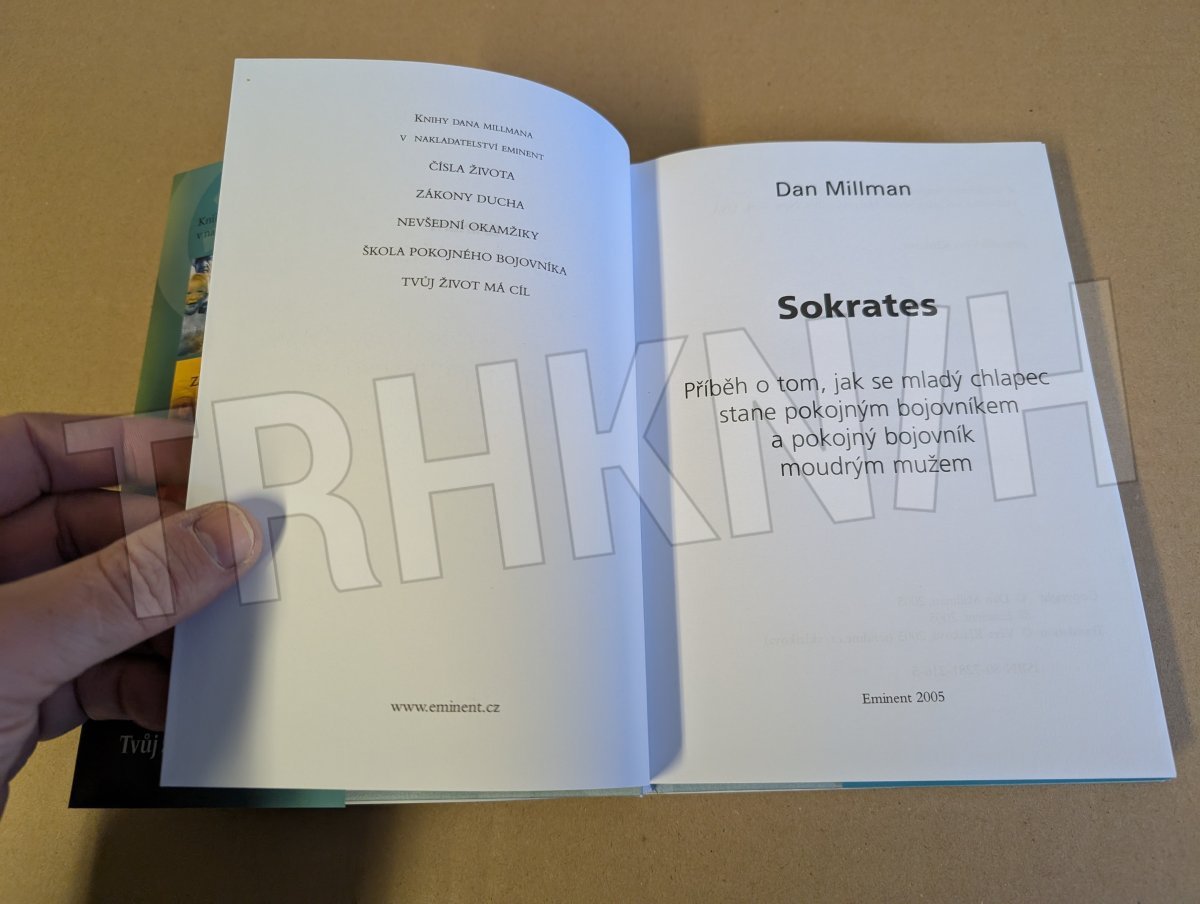 KNIHY DANA MILLMANA
V NAKLADATELSTVÍ EMINENT
ČÍSLA ŽIVOTA
ZÁKONY DUCHA
NEVŠEDNÍ OKAMŽIKY
ŠKOLA POKOJNÉHO BOJOVNÍKA
TVŮJ ŽIVOT MÁ CÍL
www.eminent.cz
Tvůj
Dan Millman
Sokrates
Příběh o tom, jak se mladý chlapec
stane pokojným bojovníkem
a pokojný bojovník
moudrým mužem
Eminent 2005
TRHKNIH